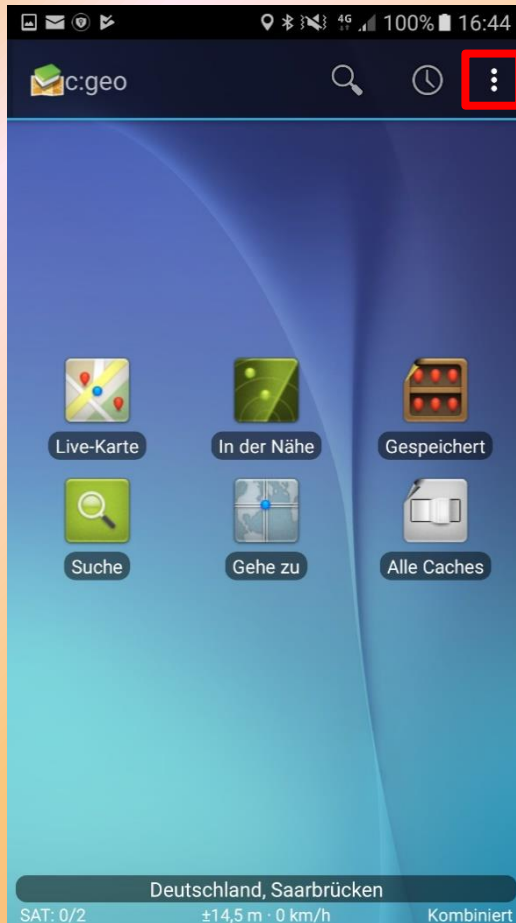 4G 100% 16:44
c:geo
Live-Karte In der Nähe Gespeichert
Suche Gehe zu Alle Caches
Deutschland, Saarbrücken
SAT: 0/2 ±14,5 m · 0 km/h Kombiniert